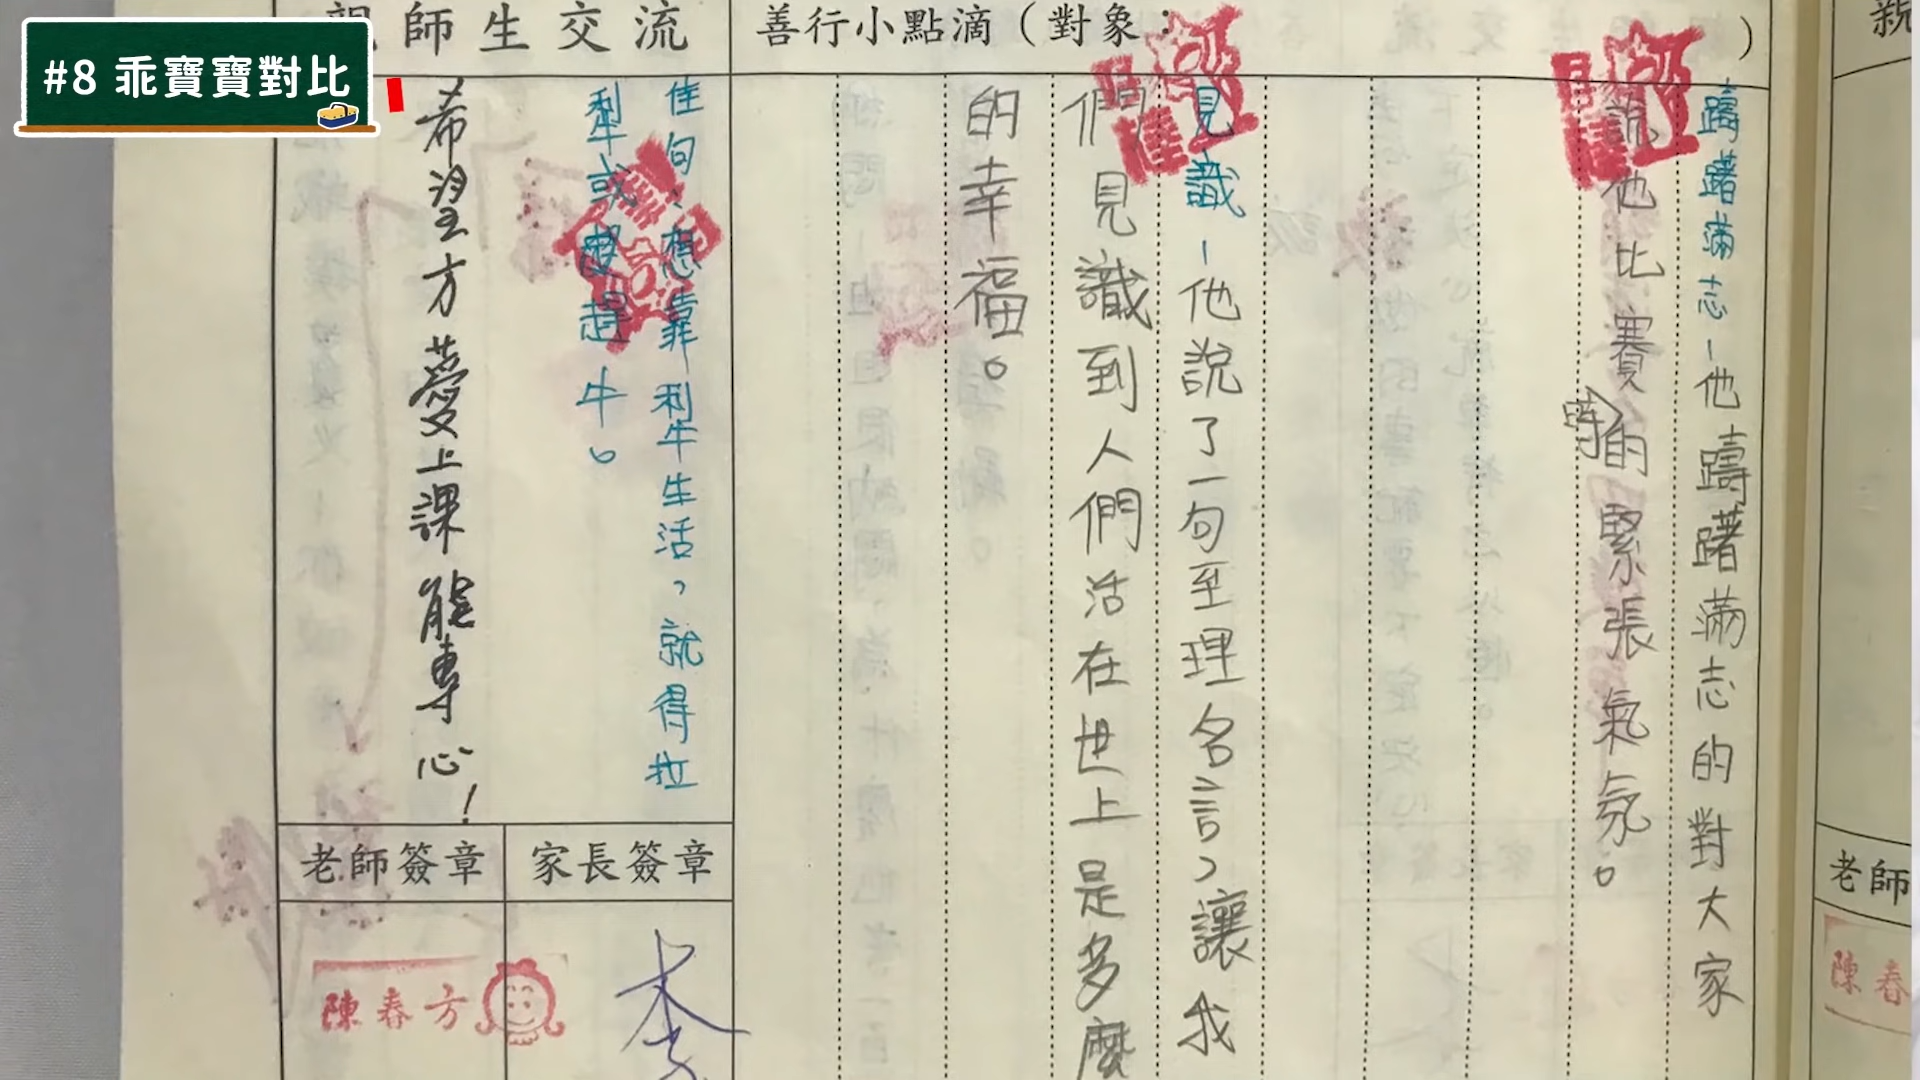 #8 乖寶寶對比
親師生交流
善行小點滴（對象：）
躊躇滿志-他躊躇滿志的對大家
說他比賽時的緊張氣氛。
見識-他說了一句至理名言，讓我
們見識到人們活在世上是多麼
的幸福。
佳句：想靠犁生活，就得拉
犁或要趕牛。
希望方上課能專心！
家長簽章
老師簽章
李
陳春方
親
老師
陳春